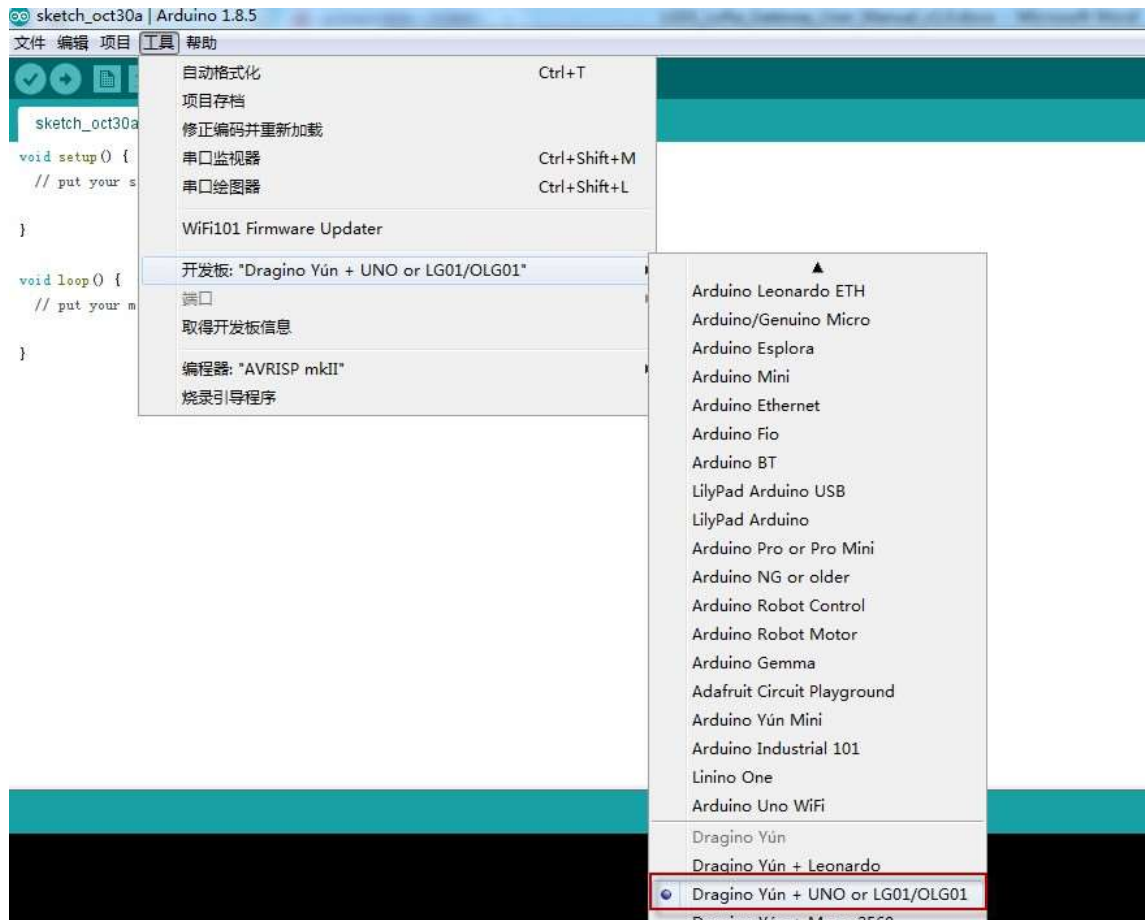 sketch_oct30a | Arduino 1.8.5
文件 编辑 项目 工具 帮助
sketch_oct30a
void setup() {
// put your s
}
void loop() {
// put your m
}
自动格式化 Ctrl+T
项目存档
修正编码并重新加载
串口监视器 Ctrl+Shift+M
串口绘图器 Ctrl+Shift+L
WiFi101 Firmware Updater
开发板: "Dragino Yún + UNO or LG01/OLG01"
端口
取得开发板信息
编程器: "AVRISP mkII"
烧录引导程序
Arduino Leonardo ETH
Arduino/Genuino Micro
Arduino Esplora
Arduino Mini
Arduino Ethernet
Arduino Fio
Arduino BT
LilyPad Arduino USB
LilyPad Arduino
Arduino Pro or Pro Mini
Arduino NG or older
Arduino Robot Control
Arduino Robot Motor
Arduino Gemma
Adafruit Circuit Playground
Arduino Yún Mini
Arduino Industrial 101
Linino One
Arduino Uno WiFi
Dragino Yún
Dragino Yún + Leonardo
Dragino Yún + UNO or LG01/OLG01